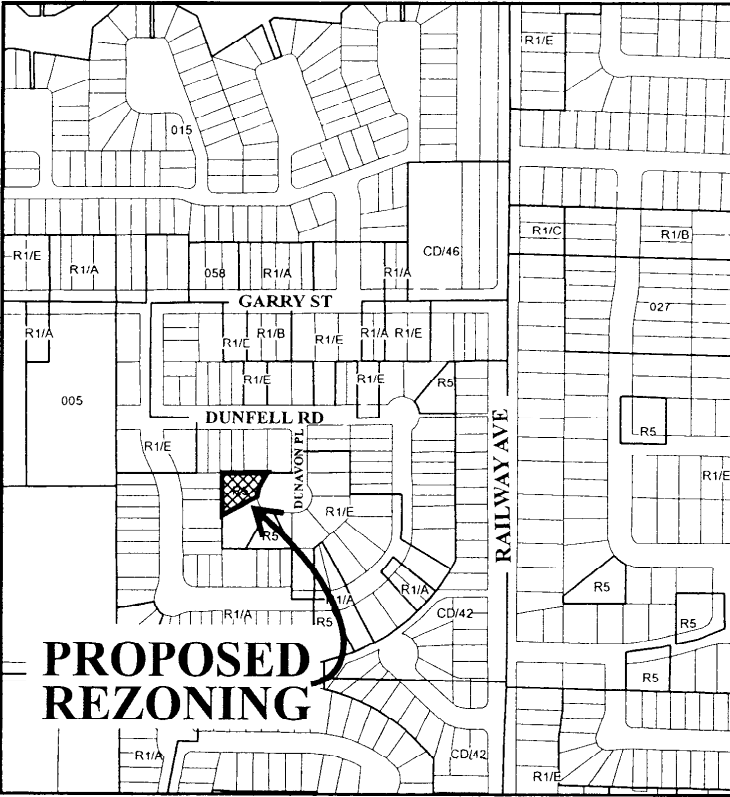 R1/E
015
R1/E
R1/A
058
R1/A
R1/A
CD/46
R1/C
R1/B
GARRY ST
027
R1/A
R1/B
R1/E
R1/A
R1/E
R1/E
R1/E
R5
005
DUNFELL RD
R5
R1/E
DUNAVON PL
RAILWAY AVE
R1/E
R1/E
R5
R5
R1/A
R1/A
R1/A
R5
CD/42
R5
PROPOSED
REZONING
R5
R1/A
CD/42
R1/E